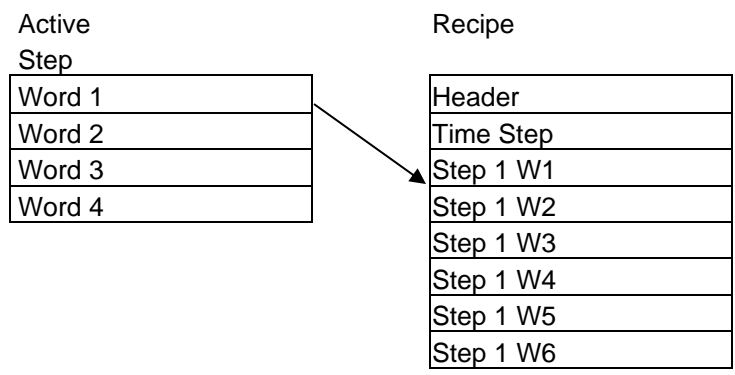 Active
Step
Word 1
Word 2
Word 3
Word 4
Recipe
Header
Time Step
Step 1 W1
Step 1 W2
Step 1 W3
Step 1 W4
Step 1 W5
Step 1 W6